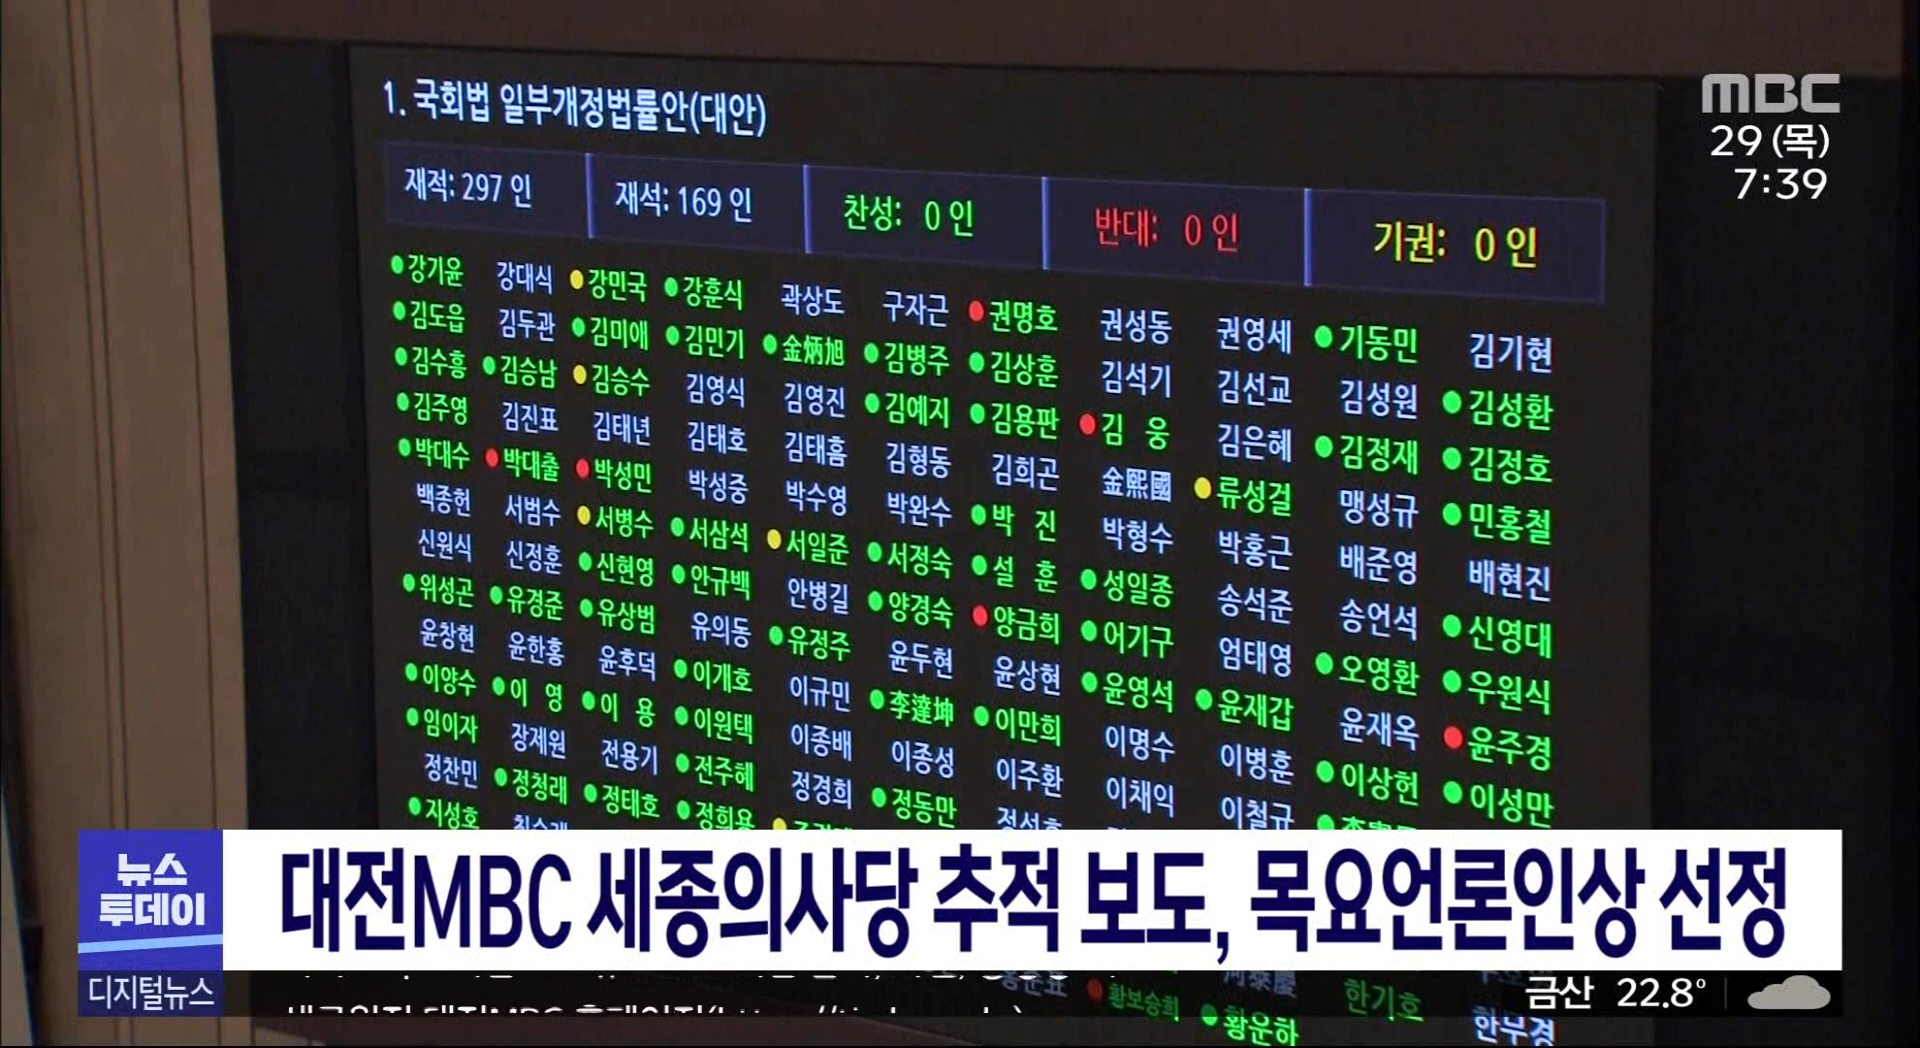 1. 국회법 일부개정법률안(대안)
재적: 297 인 재석: 169 인 찬성: 0 인 반대: 0 인 기권: 0 인
MBC
29 (목)
7:39
강기윤 강대식 강민국 강훈식 곽상도 구자근 권명호 권성동 권영세 기동민 김기현
김도읍 김두관 김미애 김민기 金炳旭 김병주 김상훈 김석기 김선교 김성원 김성환
김수흥 김승남 김승수 김영식 김영진 김예지 김용판 김 웅 김은혜 김정재 김정호
김주영 김진표 김태년 김태호 김태흠 김형동 김희곤 金熙國 류성걸 맹성규 민홍철
박대수 박대출 박성민 박성중 박수영 박완수 박 진 박형수 박홍근 배준영 배현진
백종헌 서범수 서병수 서삼석 서일준 서정숙 설 훈 성일종 송석준 송언석 신영대
신원식 신정훈 신현영 안규백 안병길 양경숙 양금희 어기구 엄태영 오영환 우원식
위성곤 유경준 유상범 유의동 유정주 윤두현 윤상현 윤영석 윤재갑 윤재옥 윤주경
윤창현 윤한홍 윤후덕 이개호 이규민 李達坤 이만희 이명수 이병훈 이상헌 이성만
이양수 이 영 이 용 이원택 이종배 이종성 이주환 이채익 이철규
임이자 장제원 전용기 전주혜 정경희 정동만
정찬민 정청래 정태호 정희용
지성호
뉴스
투데이
대전MBC 세종의사당 추적 보도, 목요언론인상 선정
디지털뉴스
금산 22.8°
황보승희 한기호
황운하 한무경